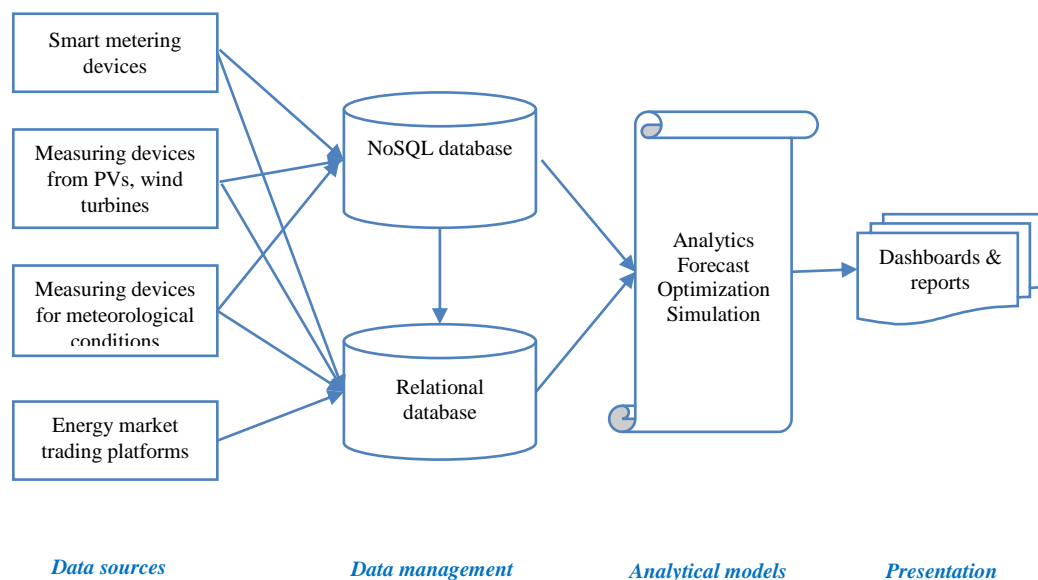 Smart metering
devices
Measuring devices
from PVs, wind
turbines
Measuring devices
for meteorological
conditions
Energy market
trading platforms
NoSQL database
Relational
database
Analytics
Forecast
Optimization
Simulation
Dashboards &
reports
Data sources
Data management
Analytical models
Presentation